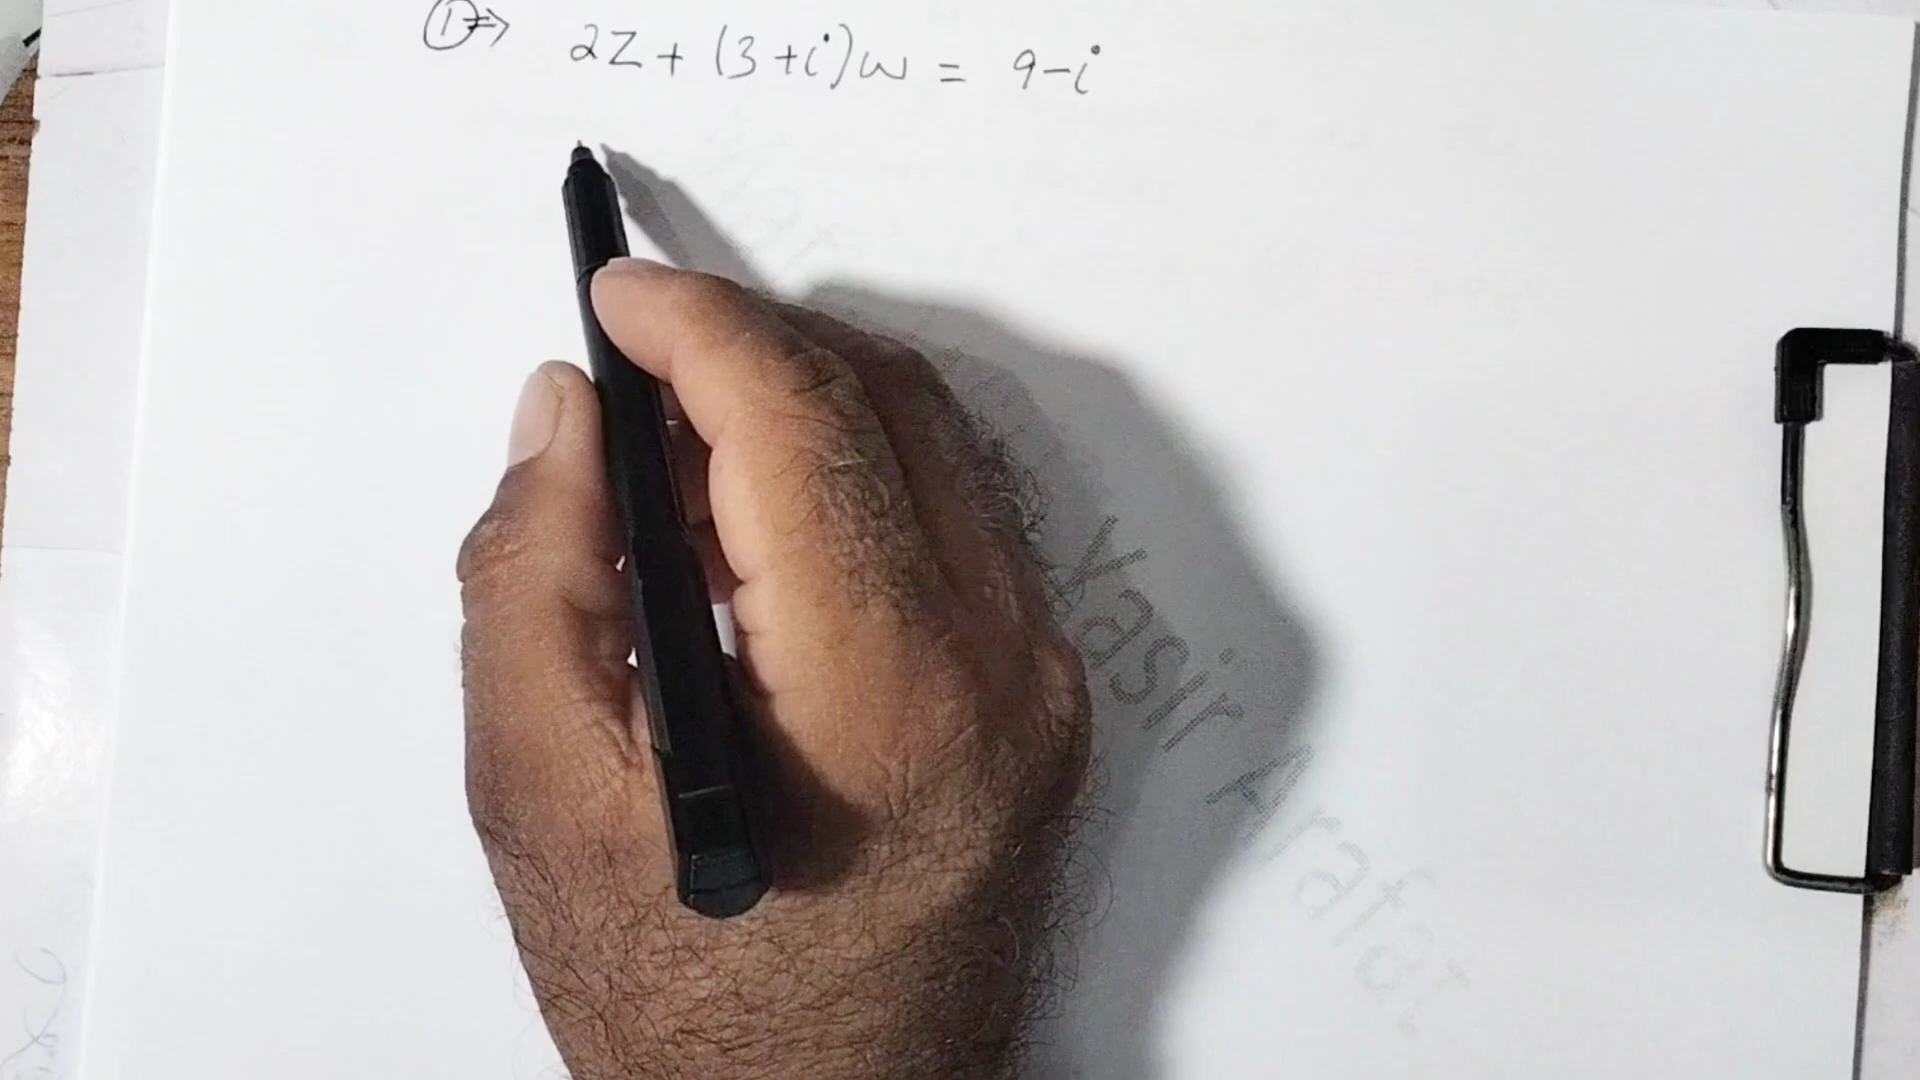 ① ⇒ 2Z + (3+i)w = 9-i
Yasir Arafat